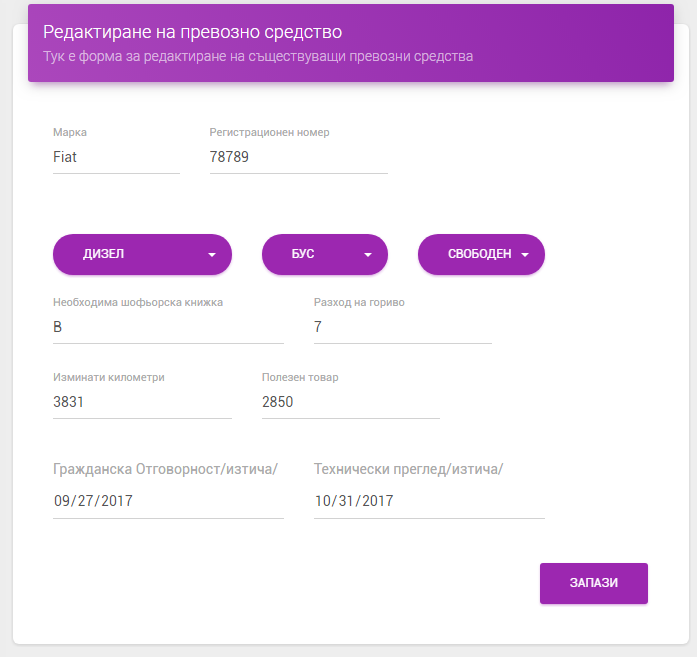 Редактиране на превозно средство
Тук е форма за редактиране на съществуващи превозни средства
Марка Регистрационен номер
Fiat 78789
ДИЗЕЛ БУС СВОБОДЕН
Необходима шофьорска книжка Разход на гориво
B 7
Изминати километри Полезен товар
3831 2850
Гражданска Отговорност/изтича/ Технически преглед/изтича/
09/27/2017 10/31/2017
ЗАПАЗИ